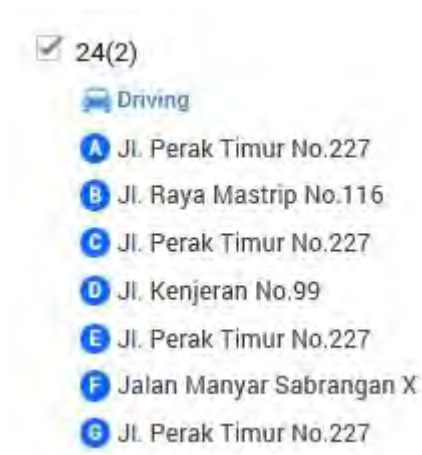 24(2)
Driving
A Jl. Perak Timur No.227
B Jl. Raya Mastrip No.116
C Jl. Perak Timur No.227
D Jl. Kenjeran No.99
E Jl. Perak Timur No.227
F Jalan Manyar Sabrangan X
G Jl. Perak Timur No.227